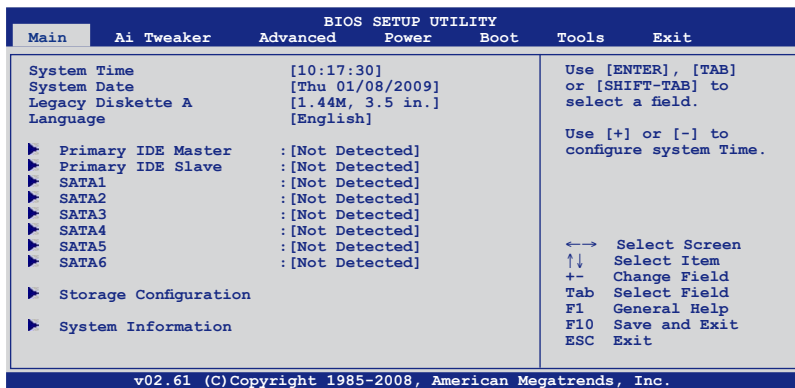 BIOS SETUP UTILITY
Main Ai Tweaker Advanced Power Boot Tools Exit
System Time [10:17:30]
System Date [Thu 01/08/2009]
Legacy Diskette A [1.44M, 3.5 in.]
Language [English]
Primary IDE Master :[Not Detected]
Primary IDE Slave :[Not Detected]
SATA1 :[Not Detected]
SATA2 :[Not Detected]
SATA3 :[Not Detected]
SATA4 :[Not Detected]
SATA5 :[Not Detected]
SATA6 :[Not Detected]
Storage Configuration
System Information
Use [ENTER], [TAB]
or [SHIFT-TAB] to
select a field.
Use [+] or [-] to
configure system Time.
←→ Select Screen
↑↓ Select Item
+- Change Field
Tab Select Field
F1 General Help
F10 Save and Exit
ESC Exit
v02.61 (C)Copyright 1985-2008, American Megatrends, Inc.